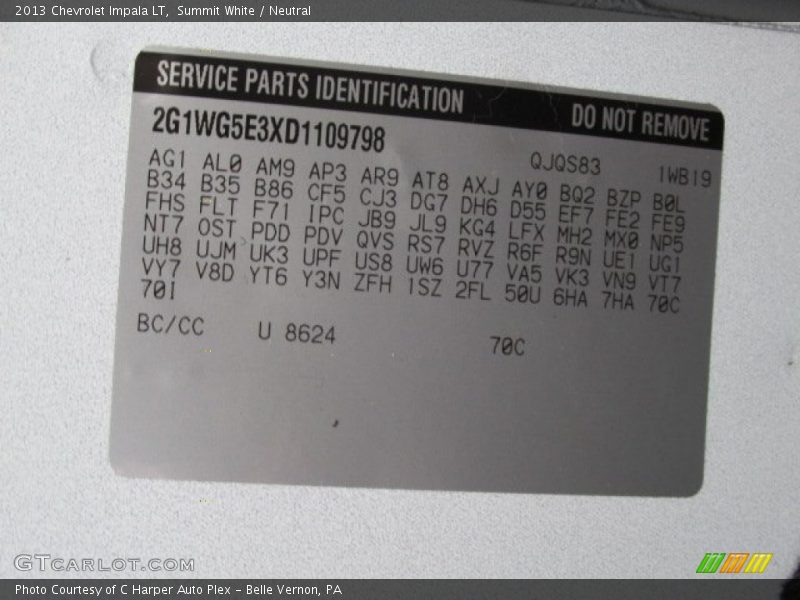 2013 Chevrolet Impala LT, Summit White / Neutral
SERVICE PARTS IDENTIFICATION DO NOT REMOVE
2G1WG5E3XD1109798
QJQS83 1WB19
AG1 AL0 AM9 AP3 AR9 AT8 AXJ AY0 BQ2 BZP B0L
B34 B35 B86 CF5 CJ3 DG7 DH6 D55 EF7 FE2 FE9
FHS FLT F71 IPC JB9 JL9 KG4 LFX MH2 MX0 NP5
NT7 OST PDD PDV QVS RS7 RVZ R6F R9N UE1 UG1
UH8 UJM UK3 UPF US8 UW6 U77 VA5 VK3 VN9 VT7
VY7 V8D YT6 Y3N ZFH 1SZ 2FL 50U 6HA 7HA 70C
70I
BC/CC U 8624 70C
GTCARLOT.COM
Photo Courtesy of C Harper Auto Plex – Belle Vernon, PA